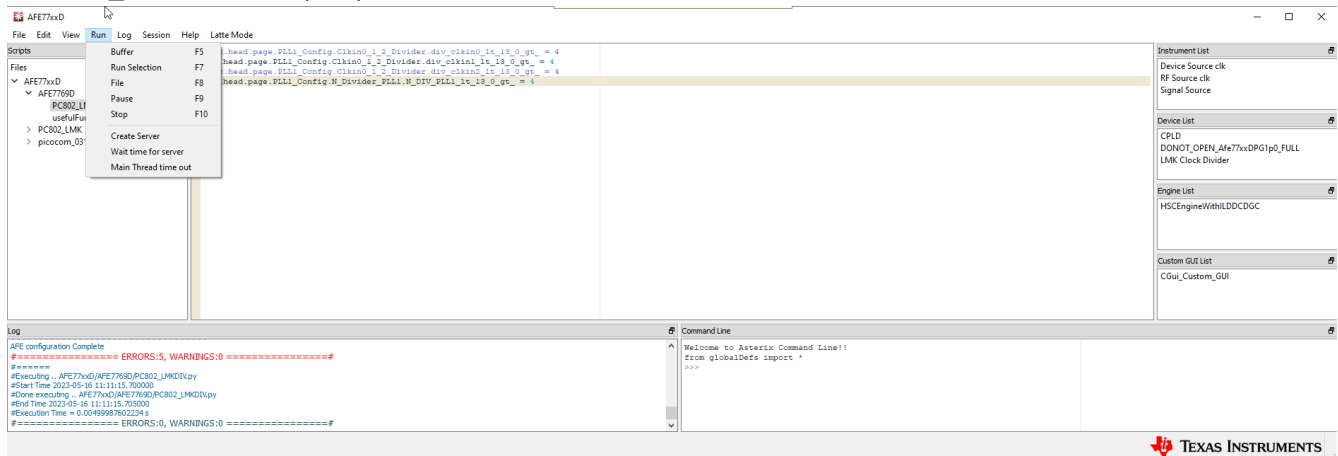 AFE77xxD
File Edit View Run Log Session Help Latte Mode
Scripts
Files
AFE77xxD
AFE7769D
PC802_LM
usefulFu
PC802_LMK
picocom_031
Buffer F5
Run Selection F7
File F8
Pause F9
Stop F10
Create Server
Wait time for server
Main Thread time out
.head.page.PLL1_Config.Clkin0_1_2_Divider.div_clkin0_lt_13_0_gt_ = 4
head.page.PLL1_Config.Clkin0_1_2_Divider.div_clkin1_lt_13_0_gt_ = 4
.head.page.PLL1_Config.Clkin0_1_2_Divider.div_clkin2_lt_13_0_gt_ = 4
head.page.PLL1_Config.N_Divider_PLL1.N_DIV_PLL1_lt_13_0_gt_ = 4
Instrument List
Device Source clk
RF Source clk
Signal Source
Device List
CPLD
DONOT_OPEN_Afe77xxDPG1p0_FULL
LMK Clock Divider
Engine List
HSCEngineWithILDDCDGC
Custom GUI List
CGui_Custom_GUI
Log
AFE configuration Complete
#================ ERRORS:5, WARNINGS:0 ================#
#======
#Executing .. AFE77xxD/AFE7769D/PC802_LMKDIV.py
#Start Time 2023-05-16 11:11:15.700000
#Done executing .. AFE77xxD/AFE7769D/PC802_LMKDIV.py
#End Time 2023-05-16 11:11:15.705000
#Execution Time = 0.00499987602234 s
#================ ERRORS:0, WARNINGS:0 ================#
Command Line
Welcome to Asterix Command Line!!
from globalDefs import *
>>>
TEXAS INSTRUMENTS